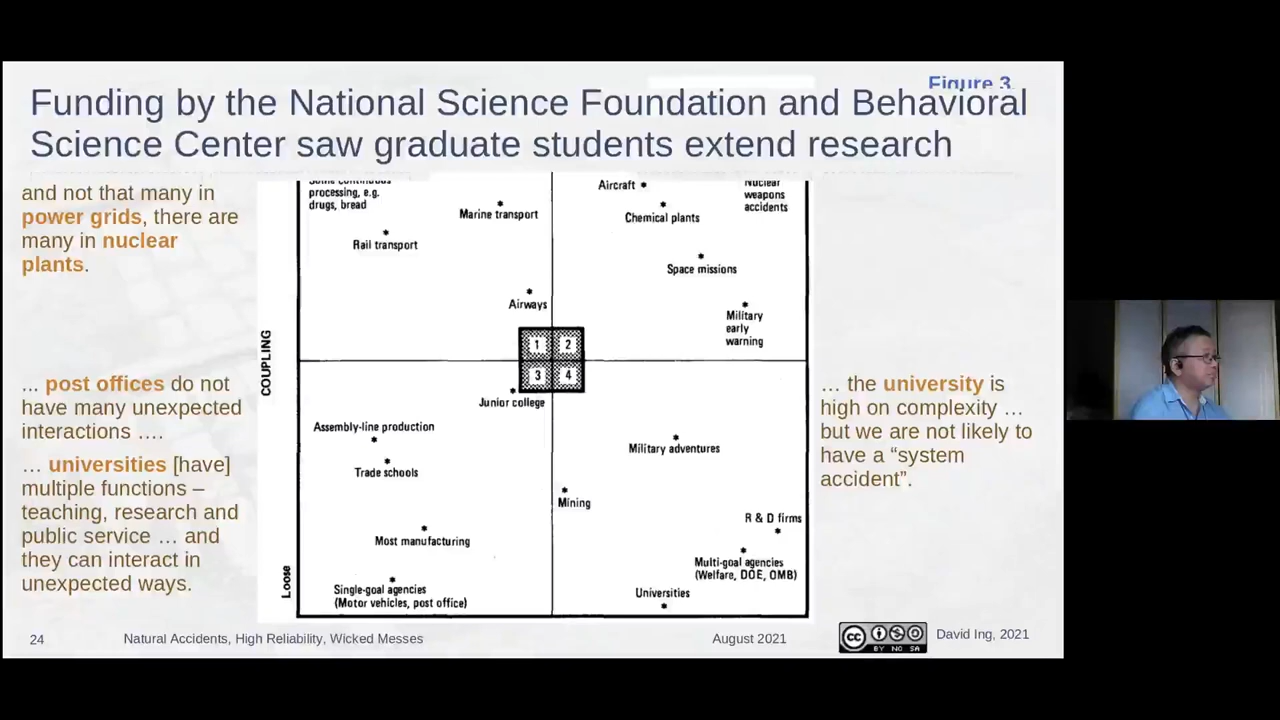 Figure 3.
Funding by the National Science Foundation and Behavioral
Science Center saw graduate students extend research
and not that many in
power grids, there are
many in nuclear
plants.
... post offices do not
have many unexpected
interactions ....
... universities [have]
multiple functions –
teaching, research and
public service ... and
they can interact in
unexpected ways.
COUPLING
Loose
Some continuous
processing, e.g.
drugs, bread
Marine transport
Rail transport
Airways
Aircraft
Chemical plants
Nuclear
weapons
accidents
Space missions
Military
early
warning
1 2
3 4
Junior college
Assembly-line production
Trade schools
Most manufacturing
Single-goal agencies
(Motor vehicles, post office)
Military adventures
Mining
R & D firms
Multi-goal agencies
(Welfare, DOE, OMB)
Universities
... the university is
high on complexity ...
but we are not likely to
have a “system
accident”.
24
Natural Accidents, High Reliability, Wicked Messes
August 2021
cc
BY NC SA
David Ing, 2021